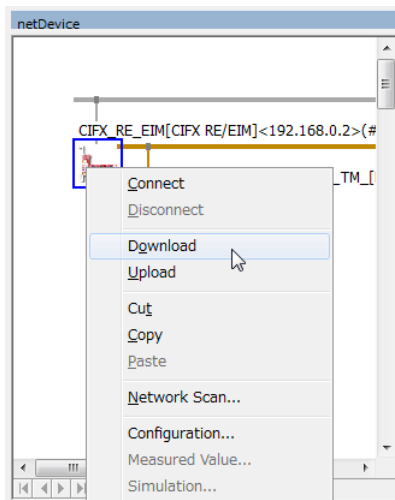 netDevice
CIFX_RE_EIM[CIFX RE/EIM]<192.168.0.2>(#
_TM_[
Connect
Disconnect
Download
Upload
Cut
Copy
Paste
Network Scan...
Configuration...
Measured Value...
Simulation...